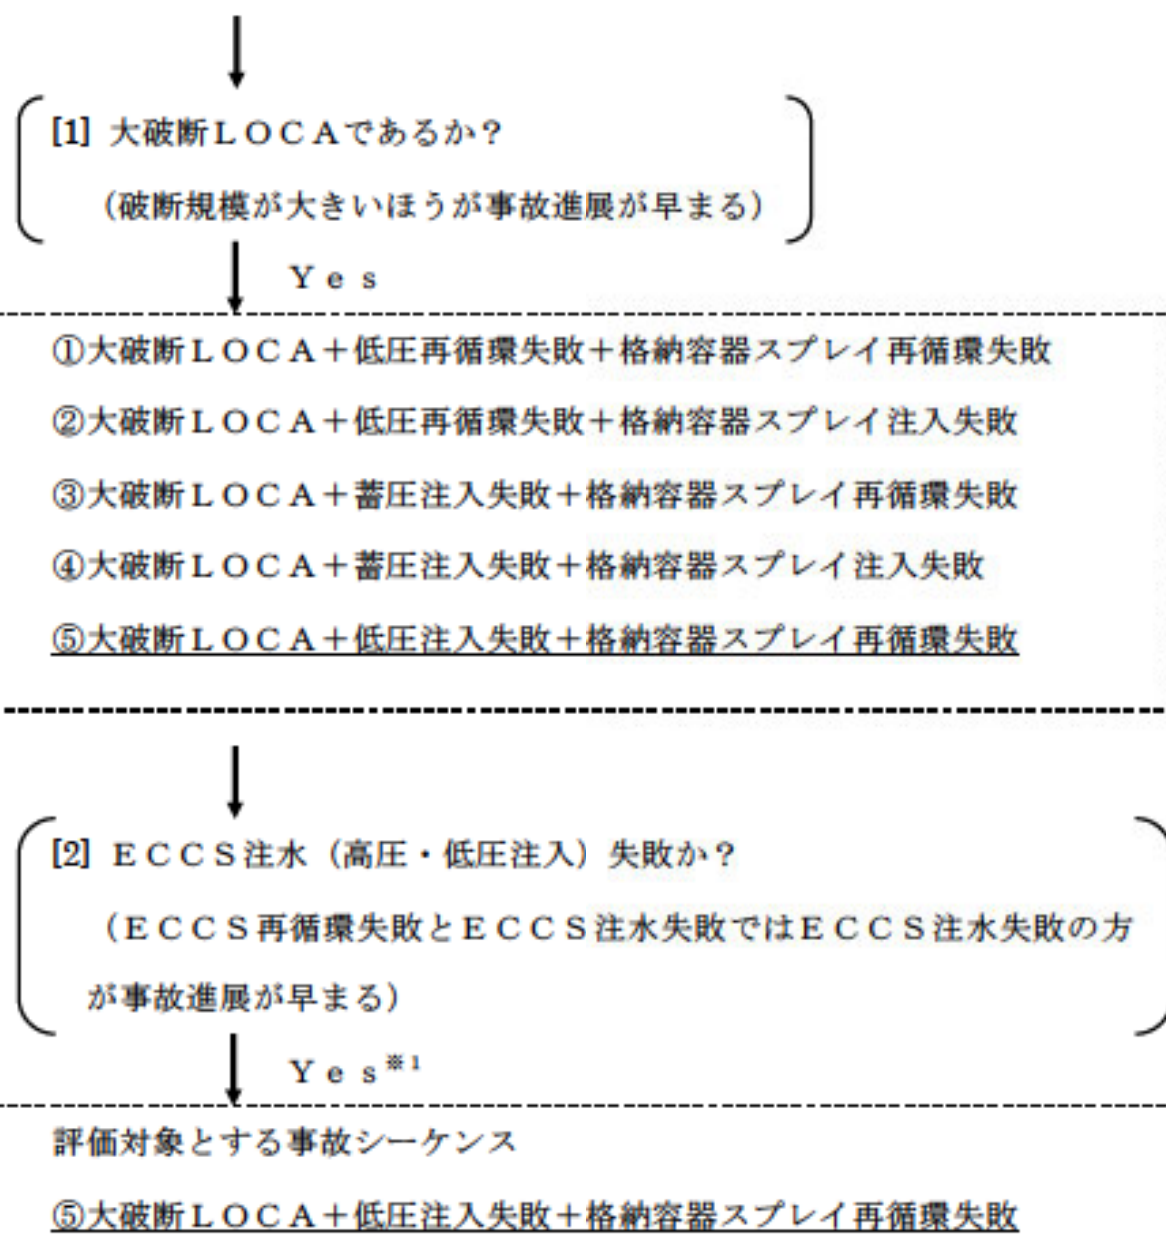 [1] 大破断ＬＯＣＡであるか？
（破断規模が大きいほうが事故進展が早まる）
Ｙｅｓ
①大破断ＬＯＣＡ＋低圧再循環失敗＋格納容器スプレイ再循環失敗
②大破断ＬＯＣＡ＋低圧再循環失敗＋格納容器スプレイ注入失敗
③大破断ＬＯＣＡ＋蓄圧注入失敗＋格納容器スプレイ再循環失敗
④大破断ＬＯＣＡ＋蓄圧注入失敗＋格納容器スプレイ注入失敗
⑤大破断ＬＯＣＡ＋低圧注入失敗＋格納容器スプレイ再循環失敗
[2] ＥＣＣＳ注水（高圧・低圧注入）失敗か？
（ＥＣＣＳ再循環失敗とＥＣＣＳ注水失敗ではＥＣＣＳ注水失敗の方
が事故進展が早まる）
Ｙｅｓ※1
評価対象とする事故シーケンス
⑤大破断ＬＯＣＡ＋低圧注入失敗＋格納容器スプレイ再循環失敗